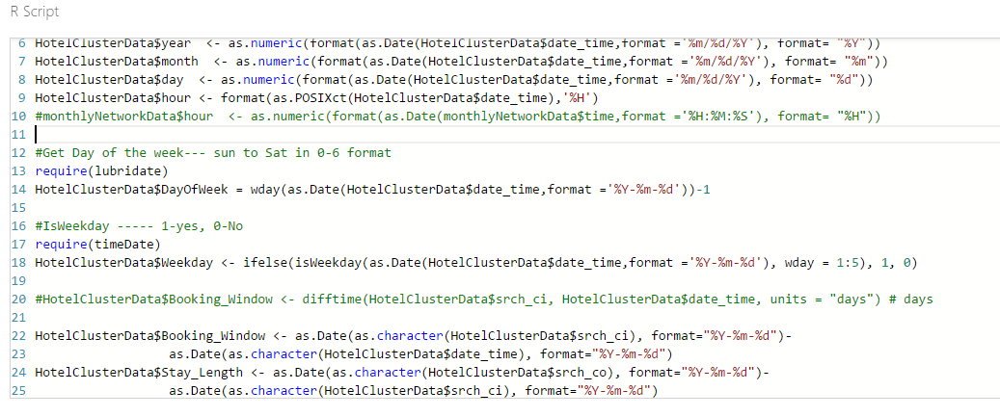 R Script
6 HotelClusterData$year  <- as.numeric(format(as.Date(HotelClusterData$date_time,format ='%m/%d/%Y'), format= "%Y"))
7 HotelClusterData$month  <- as.numeric(format(as.Date(HotelClusterData$date_time,format ='%m/%d/%Y'), format= "%m"))
8 HotelClusterData$day  <- as.numeric(format(as.Date(HotelClusterData$date_time,format ='%m/%d/%Y'), format= "%d"))
9 HotelClusterData$hour <- format(as.POSIXct(HotelClusterData$date_time),'%H')
10 #monthlyNetworkData$hour  <- as.numeric(format(as.Date(monthlyNetworkData$time,format ='%H:%M:%S'), format= "%H"))
11
12 #Get Day of the week--- sun to Sat in 0-6 format
13 require(lubridate)
14 HotelClusterData$DayOfWeek = wday(as.Date(HotelClusterData$date_time,format ='%Y-%m-%d'))-1
15
16 #IsWeekday ----- 1-yes, 0-No
17 require(timeDate)
18 HotelClusterData$Weekday <- ifelse(isWeekday(as.Date(HotelClusterData$date_time,format ='%Y-%m-%d'), wday = 1:5), 1, 0)
19
20 #HotelClusterData$Booking_Window <- difftime(HotelClusterData$srch_ci, HotelClusterData$date_time, units = "days") # days
21
22 HotelClusterData$Booking_Window <- as.Date(as.character(HotelClusterData$srch_ci), format="%Y-%m-%d")-
23                   as.Date(as.character(HotelClusterData$date_time), format="%Y-%m-%d")
24 HotelClusterData$Stay_Length <- as.Date(as.character(HotelClusterData$srch_co), format="%Y-%m-%d")-
25                   as.Date(as.character(HotelClusterData$srch_ci), format="%Y-%m-%d")